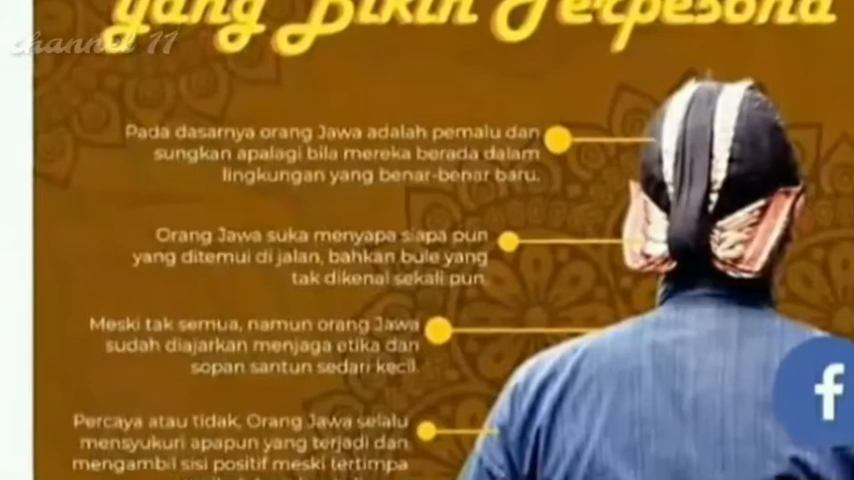 yang Bikin Terpesona
channel 11
Pada dasarnya orang Jawa adalah pemalu dan
sungkan apalagi bila mereka berada dalam
lingkungan yang benar-benar baru.
Orang Jawa suka menyapa siapa pun
yang ditemui di jalan, bahkan bule yang
tak dikenal sekali pun.
Meski tak semua, namun orang Jawa
sudah diajarkan menjaga etika dan
sopan santun sedari kecil.
Percaya atau tidak, Orang Jawa selalu
mensyukuri apapun yang terjadi dan
mengambil sisi positif meski tertimpa
f